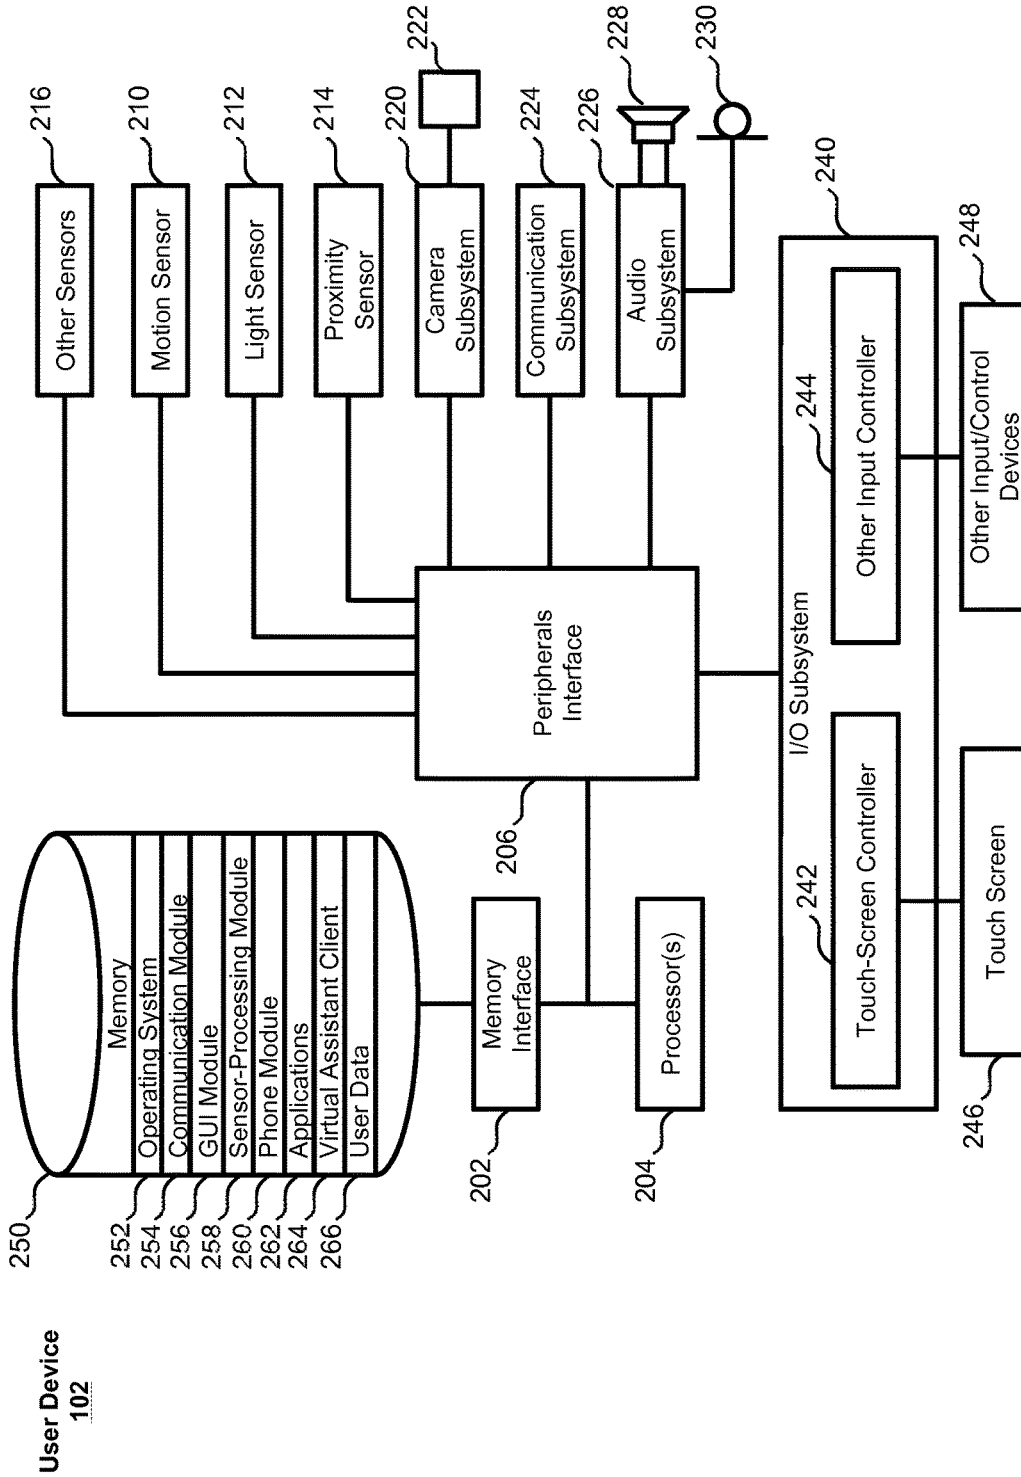 User Device
102
250
Memory
252
Operating System
254
Communication Module
256
GUI Module
258
Sensor-Processing Module
260
Phone Module
262
Applications
264
Virtual Assistant Client
266
User Data
202
Memory
Interface
204
Processor(s)
206
Peripherals
Interface
216
Other Sensors
210
Motion Sensor
212
Light Sensor
214
Proximity
Sensor
220
Camera
Subsystem
222
224
Communication
Subsystem
226
Audio
Subsystem
228
230
240
I/O Subsystem
242
Touch-Screen Controller
244
Other Input Controller
246
Touch Screen
248
Other Input/Control
Devices